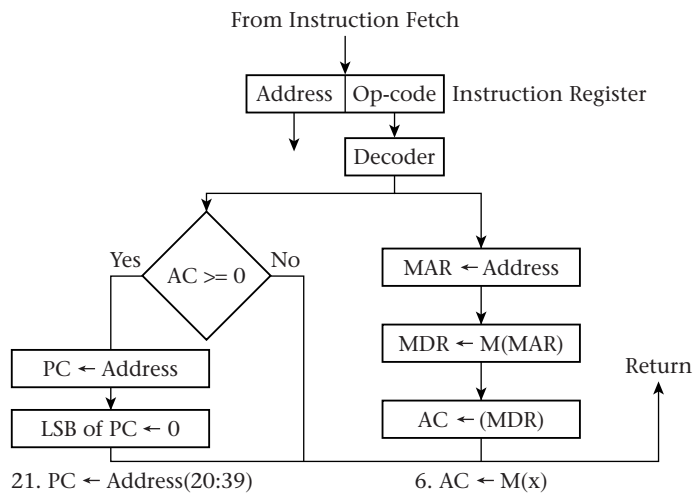 From Instruction Fetch
Address Op-code Instruction Register
Decoder
Yes
AC >= 0
No
MAR ← Address
PC ← Address
MDR ← M(MAR)
Return
LSB of PC ← 0
AC ← (MDR)
21. PC ← Address(20:39)
6. AC ← M(x)